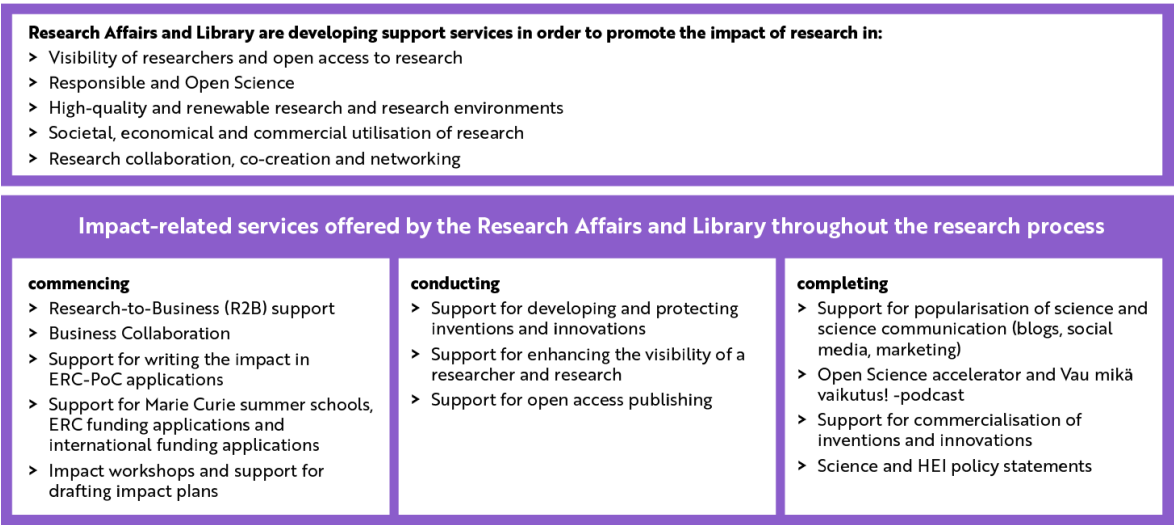 Research Affairs and Library are developing support services in order to promote the impact of research in:
> Visibility of researchers and open access to research
> Responsible and Open Science
> High-quality and renewable research and research environments
> Societal, economical and commercial utilisation of research
> Research collaboration, co-creation and networking
Impact-related services offered by the Research Affairs and Library throughout the research process
commencing
> Research-to-Business (R2B) support
> Business Collaboration
> Support for writing the impact in
ERC-PoC applications
> Support for Marie Curie summer schools,
ERC funding applications and
international funding applications
> Impact workshops and support for
drafting impact plans
conducting
> Support for developing and protecting
inventions and innovations
> Support for enhancing the visibility of a
researcher and research
> Support for open access publishing
completing
> Support for popularisation of science and
science communication (blogs, social
media, marketing)
> Open Science accelerator and Vau mikä
vaikutus! -podcast
> Support for commercialisation of
inventions and innovations
> Science and HEI policy statements